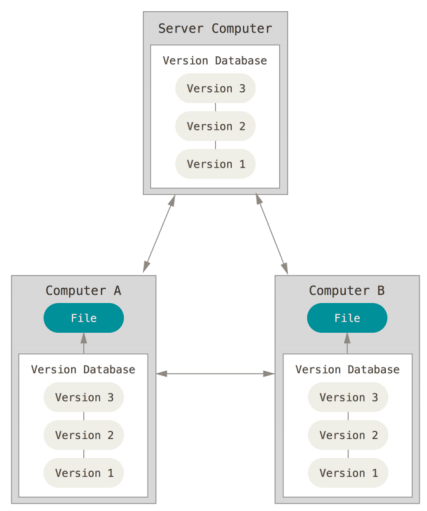 Server Computer
Version Database
Version 3
Version 2
Version 1
Computer A
File
Version Database
Version 3
Version 2
Version 1
Computer B
File
Version Database
Version 3
Version 2
Version 1